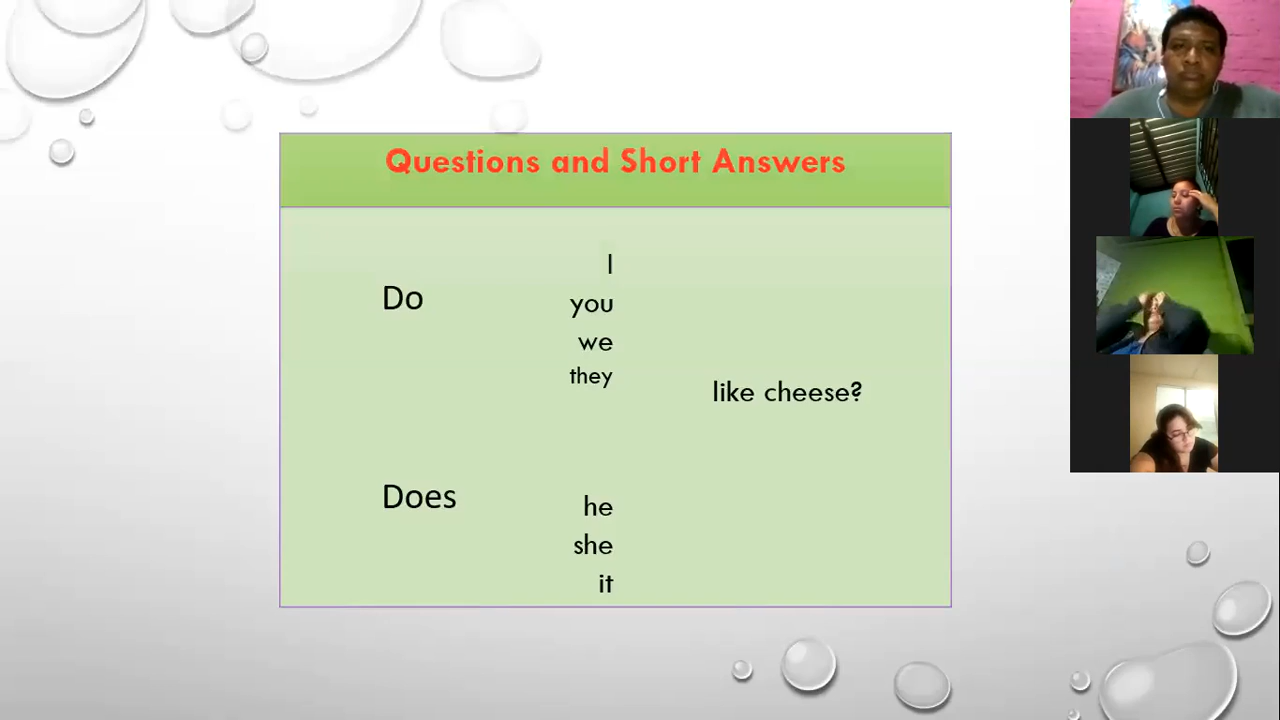 Questions and Short Answers
I
Do
you
we
they
like cheese?
Does
he
she
it